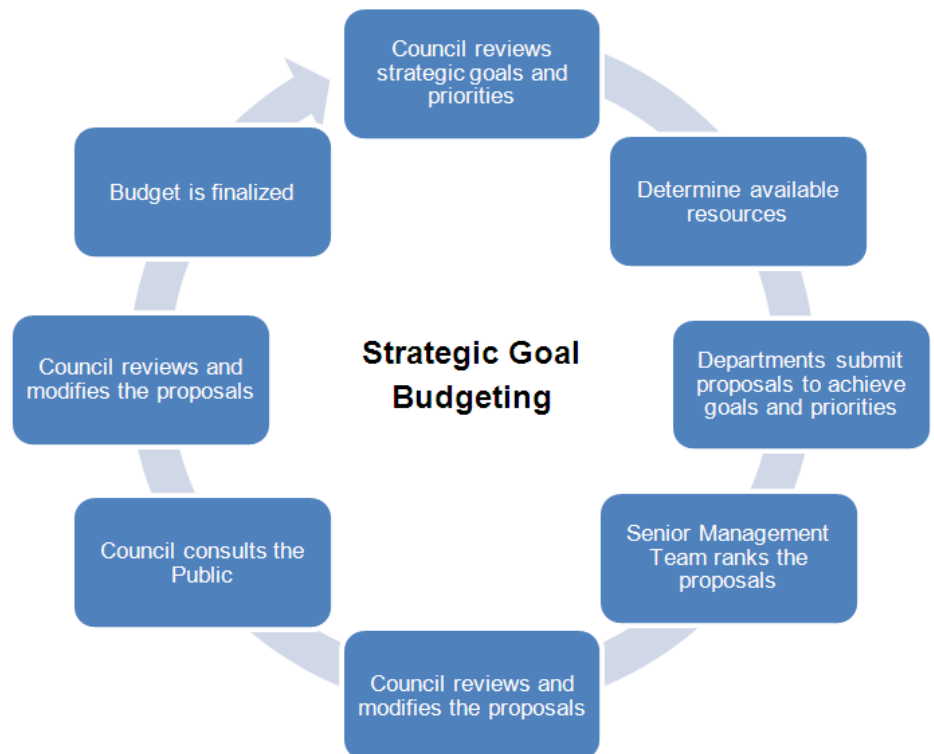 Council reviews
strategic goals and
priorities
Determine available
resources
Departments submit
proposals to achieve
goals and priorities
Senior Management
Team ranks the
proposals
Council reviews and
modifies the proposals
Council consults the
Public
Council reviews and
modifies the proposals
Budget is finalized
Strategic Goal
Budgeting